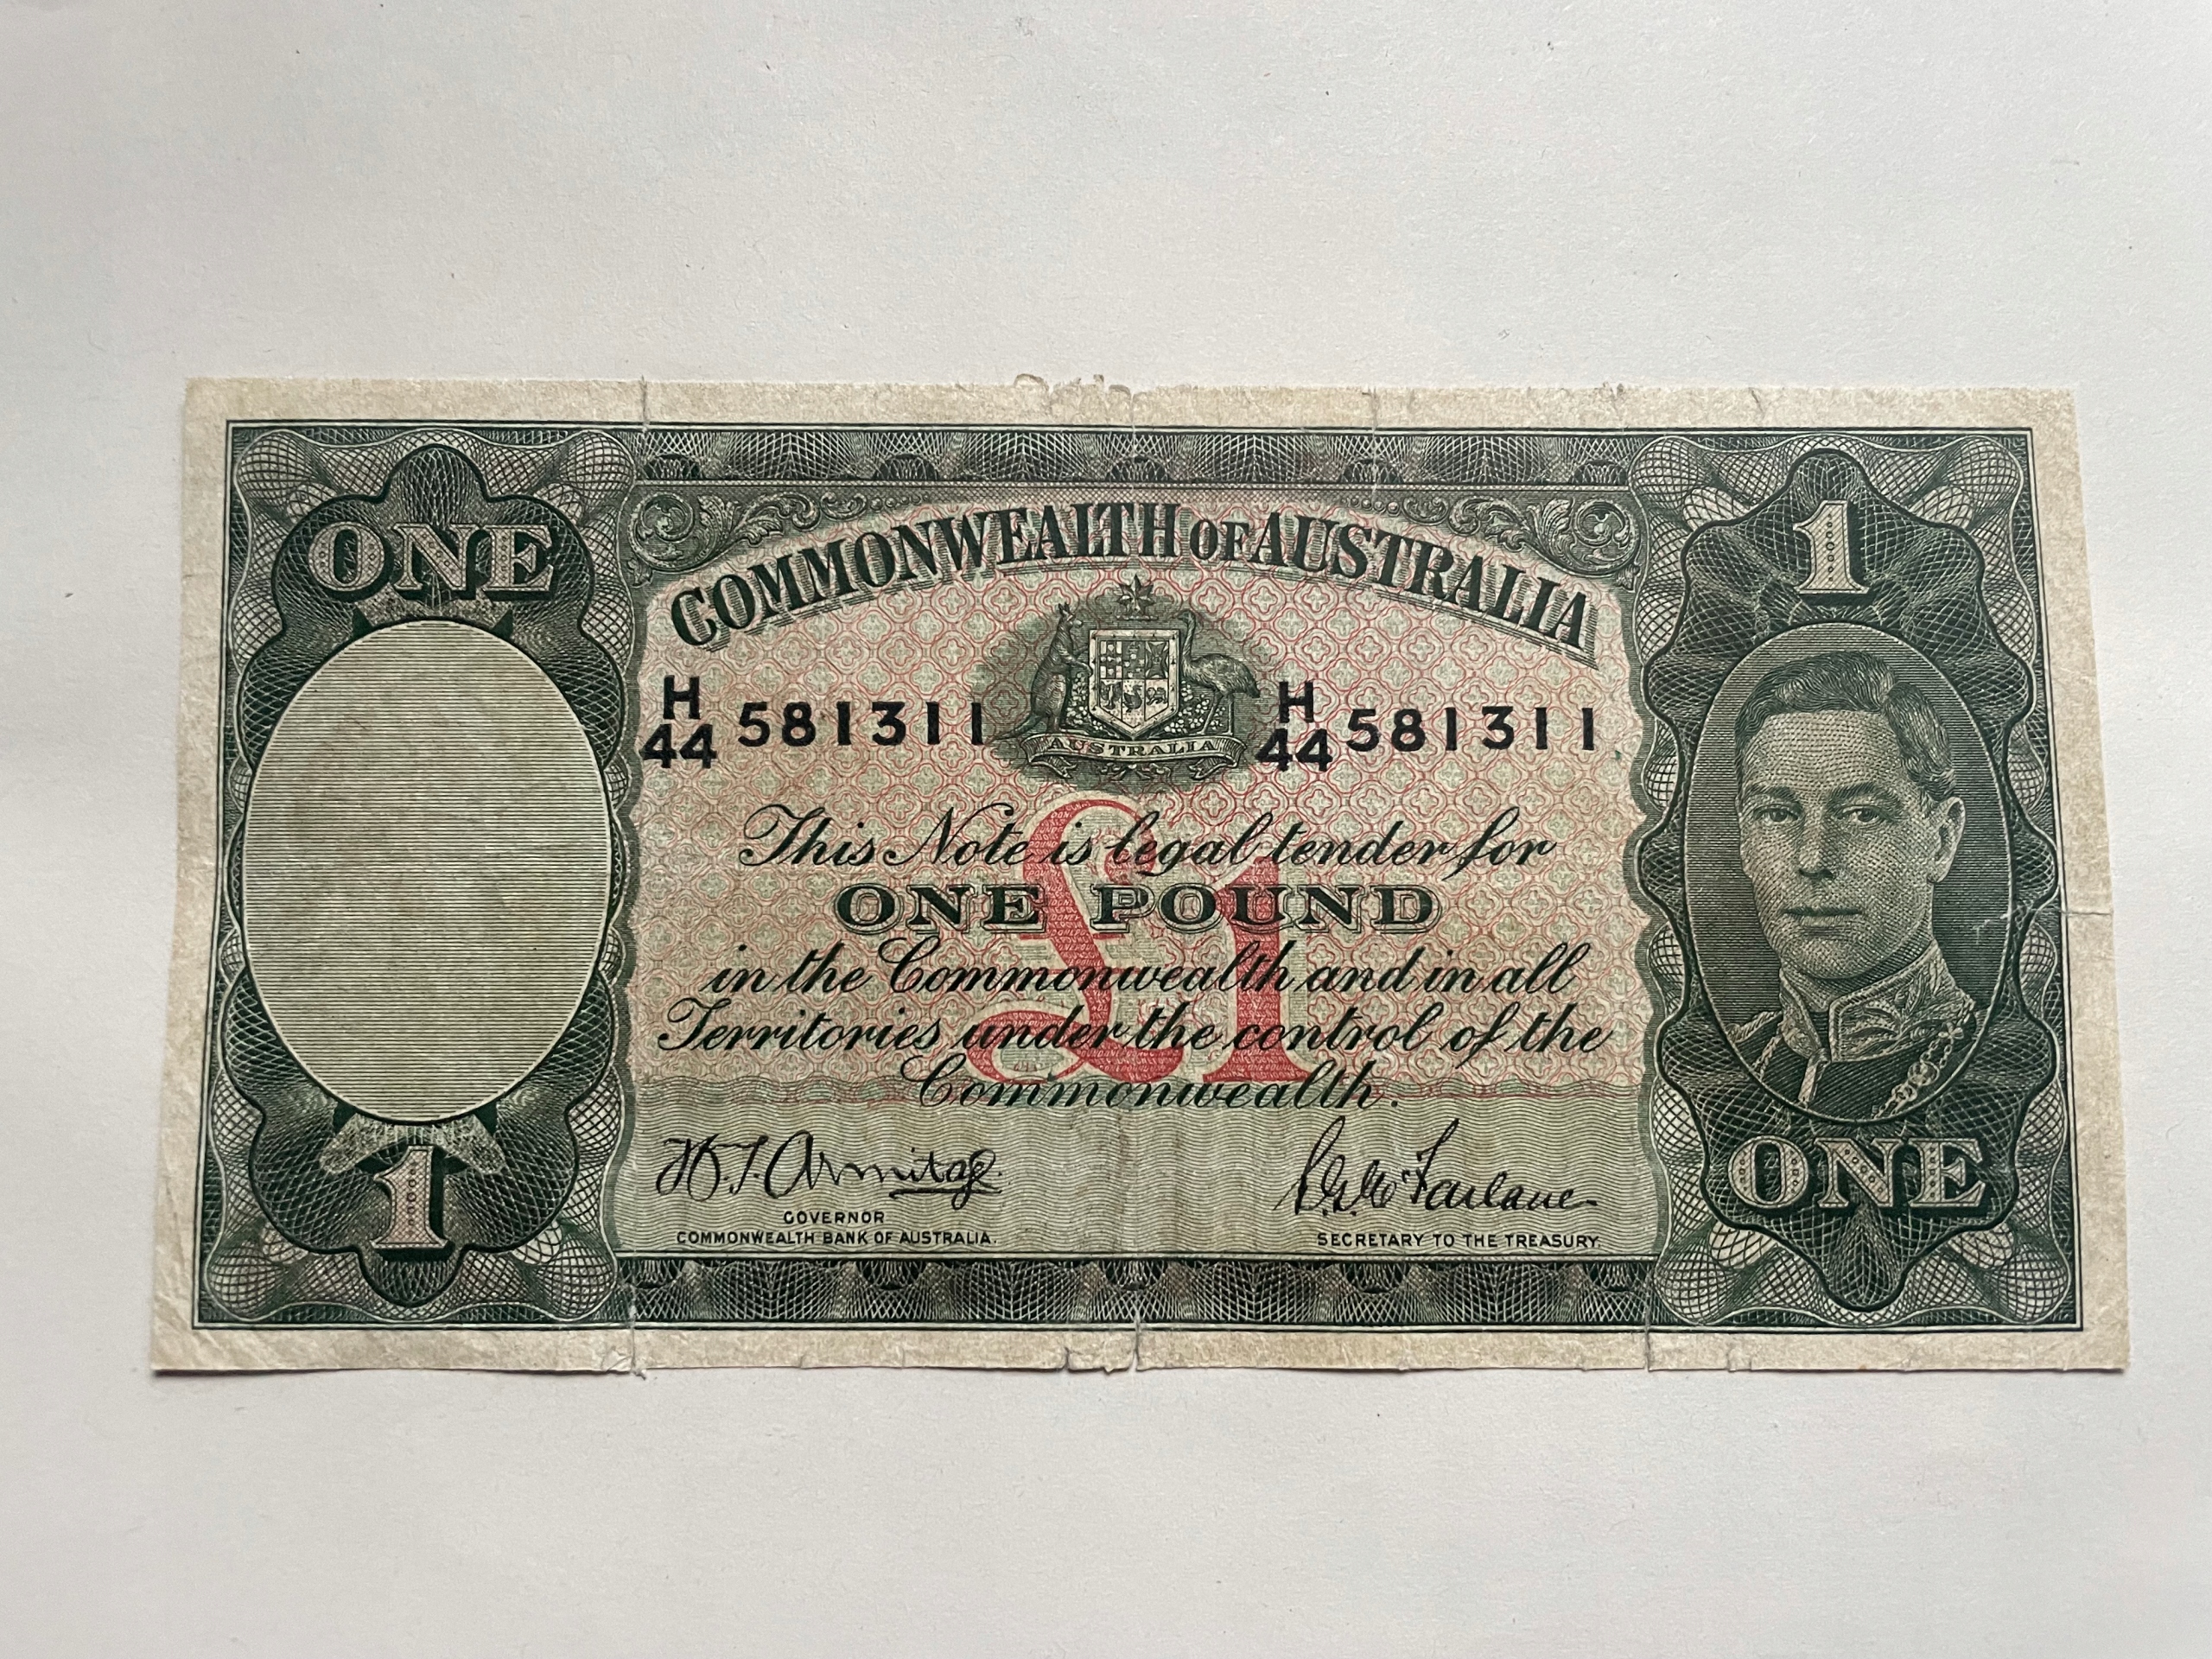 ONE
1
COMMONWEALTH OF AUSTRALIA
H
44 581311
H
44 581311
AUSTRALIA
This Note is legal tender for
£1
ONE POUND
in the Commonwealth and in all
Territories under the control of the
Commonwealth.
H.T. Armitage
S.G. McFarlane
GOVERNOR
COMMONWEALTH BANK OF AUSTRALIA.
SECRETARY TO THE TREASURY.
1
ONE